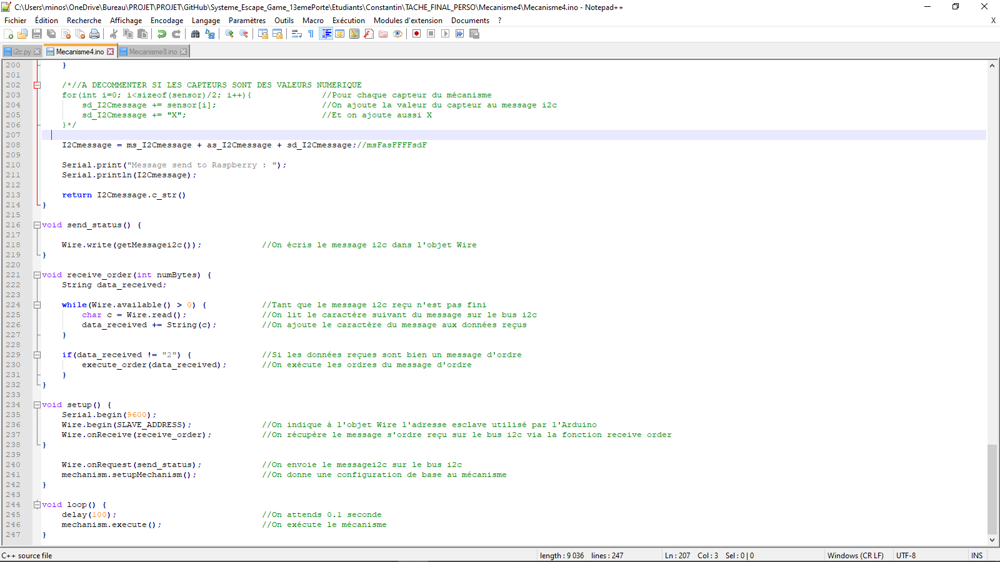 C:\Users\minos\OneDrive\Bureau\PROJET\PROJET\GitHub\Systeme_Escape_Game_13emePorte\Etudiants\Constantin\TACHE_FINAL_PERSO\Mecanisme4\Mecanisme4.ino - Notepad++
Fichier Édition Recherche Affichage Encodage Langage Paramètres Outils Macro Exécution Modules d'extension Documents ? X
i2c.py Mecanisme4.ino Mecanisme8.ino
200 }
201
202 /*//A DECOMMENTER SI LES CAPTEURS SONT DES VALEURS NUMERIQUE
203 for(int i=0; i<sizeof(sensor)/2; i++){ //Pour chaque capteur du mécanisme
204 sd_I2Cmessage += sensor[i]; //On ajoute la valeur du capteur au message i2c
205 sd_I2Cmessage += "X"; //Et on ajoute aussi X
206 }*/
207
208 I2Cmessage = ms_I2Cmessage + as_I2Cmessage + sd_I2Cmessage;//msFasFFFFsdF
209
210 Serial.print("Message send to Raspberry : ");
211 Serial.println(I2Cmessage);
212
213 return I2Cmessage.c_str()
214 }
215
216 void send_status() {
217
218 Wire.write(getMessagei2c()); //On écris le message i2c dans l'objet Wire
219 }
220
221 void receive_order(int numBytes) {
222 String data_received;
223
224 while(Wire.available() > 0) { //Tant que le message i2c reçu n'est pas fini
225 char c = Wire.read(); //On lit le caractère suivant du message sur le bus i2c
226 data_received += String(c); //On ajoute le caractère du message aux données reçus
227 }
228
229 if(data_received != "2") { //Si les données reçues sont bien un message d'ordre
230 execute_order(data_received); //On exécute les ordres du message d'ordre
231 }
232 }
233
234 void setup() {
235 Serial.begin(9600);
236 Wire.begin(SLAVE_ADDRESS); //On indique à l'objet Wire l'adresse esclave utilisé par l'Arduino
237 Wire.onReceive(receive_order); //On récupère le message s'ordre reçu sur le bus i2c via la fonction receive order
238 }
239
240 Wire.onRequest(send_status); //On envoie le messagei2c sur le bus i2c
241 mechanism.setupMechanism(); //On donne une configuration de base au mécanisme
242 }
243
244 void loop() {
245 delay(100); //On attends 0.1 seconde
246 mechanism.execute(); //On exécute le mécanisme
247 }
C++ source file length : 9 036 lines : 247 Ln : 207 Col : 3 Sel : 0 | 0 Windows (CR LF) UTF-8 INS